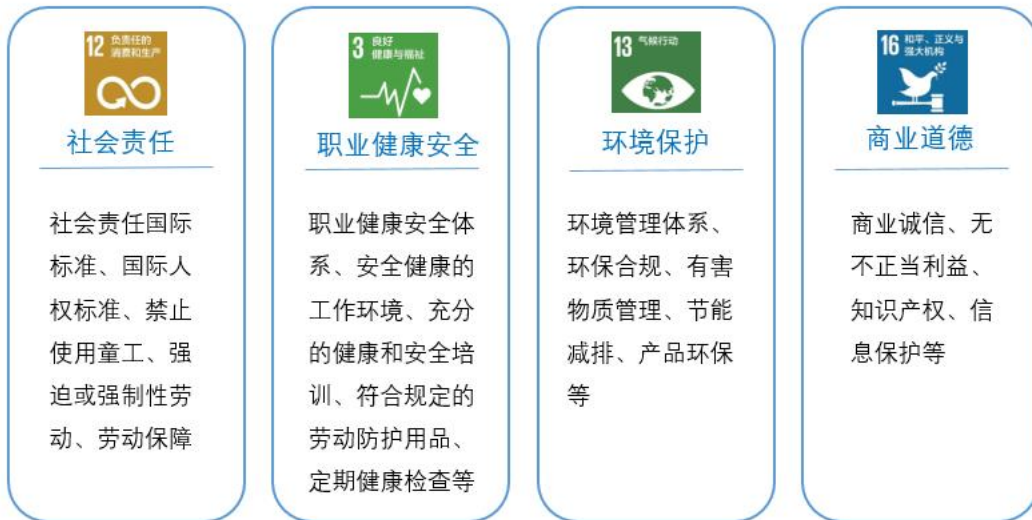 12 负责任的
消费和生产
社会责任
社会责任国际
标准、国际人
权标准、禁止
使用童工、强
迫或强制性劳
动、劳动保障
3 良好
健康与福祉
职业健康安全
职业健康安全体
系、安全健康的
工作环境、充分
的健康和安全培
训、符合规定的
劳动防护用品、
定期健康检查等
13 气候行动
环境保护
环境管理体系、
环保合规、有害
物质管理、节能
减排、产品环保
等
16 和平、正义与
强大机构
商业道德
商业诚信、无
不正当利益、
知识产权、信
息保护等